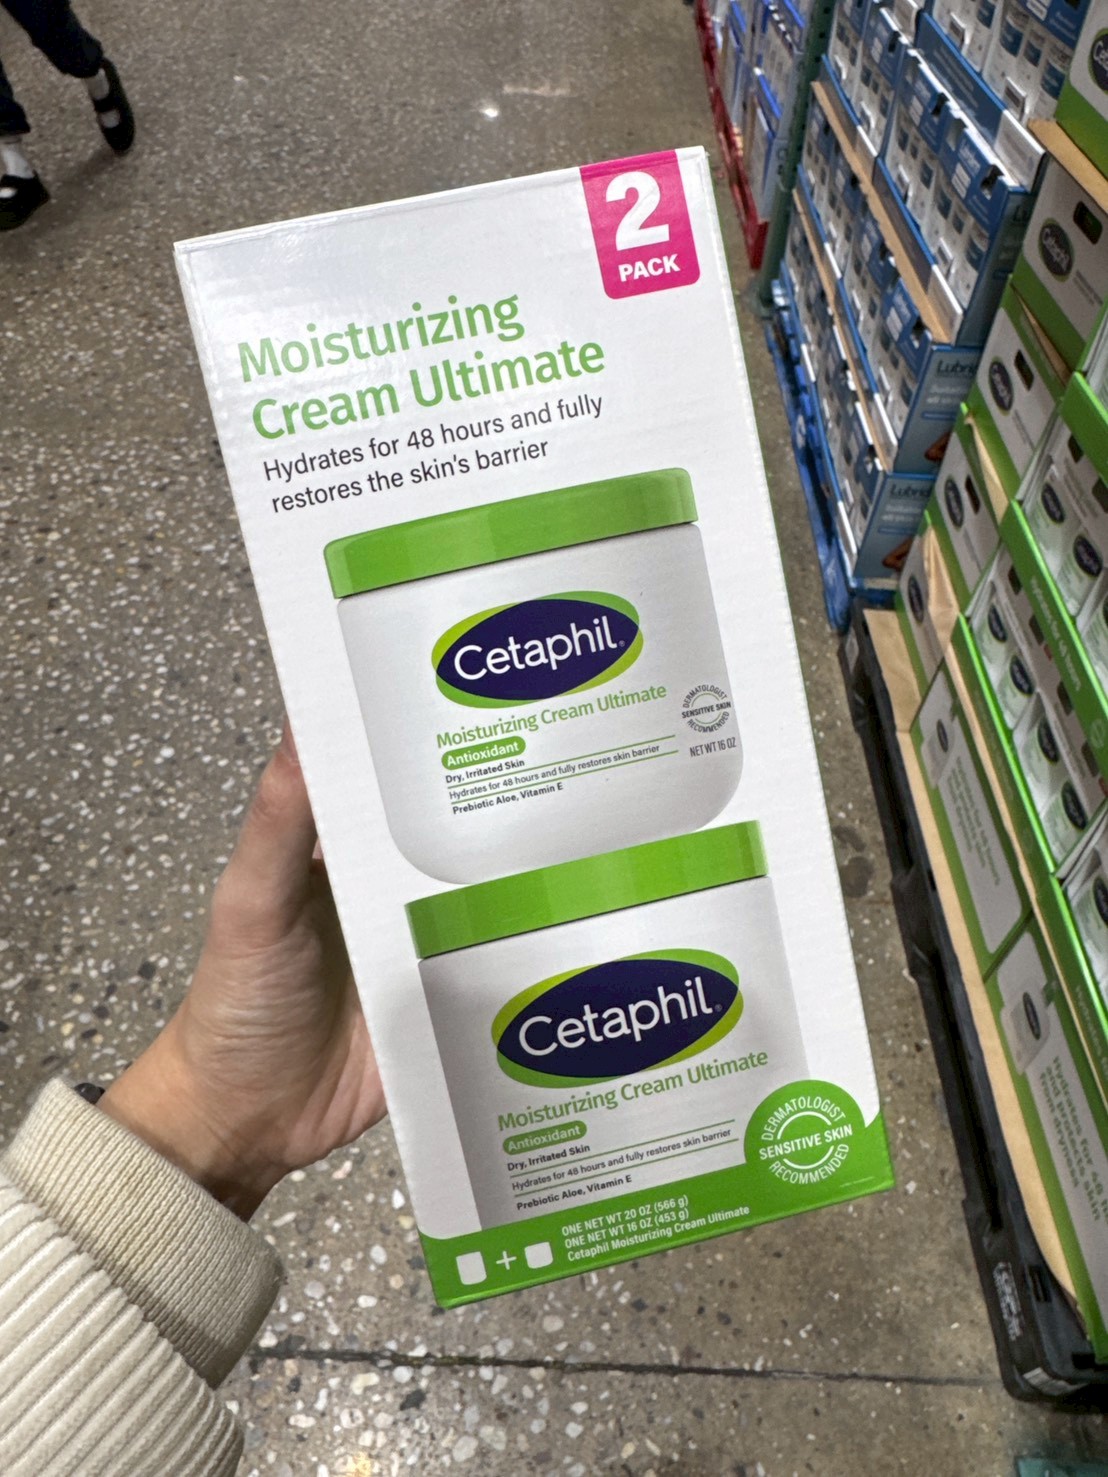 2
PACK
Moisturizing
Cream Ultimate
Hydrates for 48 hours and fully
restores the skin's barrier
Cetaphil®
Moisturizing Cream Ultimate
Antioxidant
Dry, Irritated Skin
Hydrates for 48 hours and fully restores skin barrier
Prebiotic Aloe, Vitamin E
DERMATOLOGIST
SENSITIVE SKIN
RECOMMENDED
NET WT 16 OZ
Cetaphil®
Moisturizing Cream Ultimate
Antioxidant
Dry, Irritated Skin
Hydrates for 48 hours and fully restores skin barrier
Prebiotic Aloe, Vitamin E
DERMATOLOGIST
SENSITIVE SKIN
RECOMMENDED
+
ONE NET WT 20 OZ (566 g)
ONE NET WT 16 OZ (453 g)
Cetaphil Moisturizing Cream Ultimate
Cetaphil
Hydrates for 48